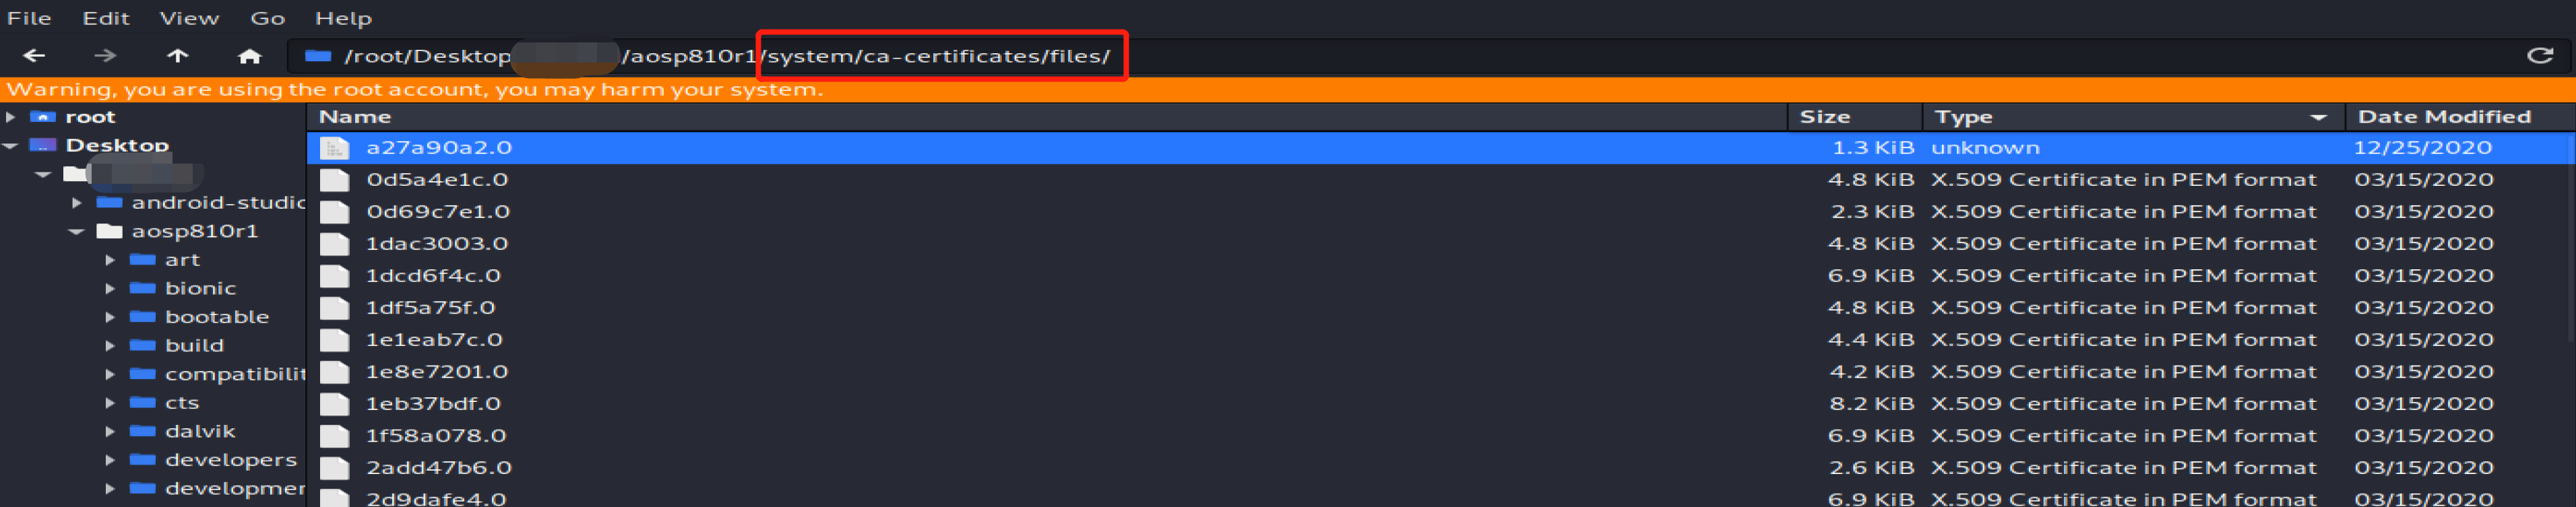 File Edit View Go Help
/root/Desktop /aosp810r1/system/ca-certificates/files/
Warning, you are using the root account, you may harm your system.
root
Desktop
android-studio
aosp810r1
art
bionic
bootable
build
compatibilit
cts
dalvik
developers
developmen
Name Size Type Date Modified
a27a90a2.0 1.3 KiB unknown 12/25/2020
0d5a4e1c.0 4.8 KiB X.509 Certificate in PEM format 03/15/2020
0d69c7e1.0 2.3 KiB X.509 Certificate in PEM format 03/15/2020
1dac3003.0 4.8 KiB X.509 Certificate in PEM format 03/15/2020
1dcd6f4c.0 6.9 KiB X.509 Certificate in PEM format 03/15/2020
1df5a75f.0 4.8 KiB X.509 Certificate in PEM format 03/15/2020
1e1eab7c.0 4.4 KiB X.509 Certificate in PEM format 03/15/2020
1e8e7201.0 4.2 KiB X.509 Certificate in PEM format 03/15/2020
1eb37bdf.0 8.2 KiB X.509 Certificate in PEM format 03/15/2020
1f58a078.0 6.9 KiB X.509 Certificate in PEM format 03/15/2020
2add47b6.0 2.6 KiB X.509 Certificate in PEM format 03/15/2020
2d9dafe4.0 6.9 KiB X.509 Certificate in PEM format 03/15/2020